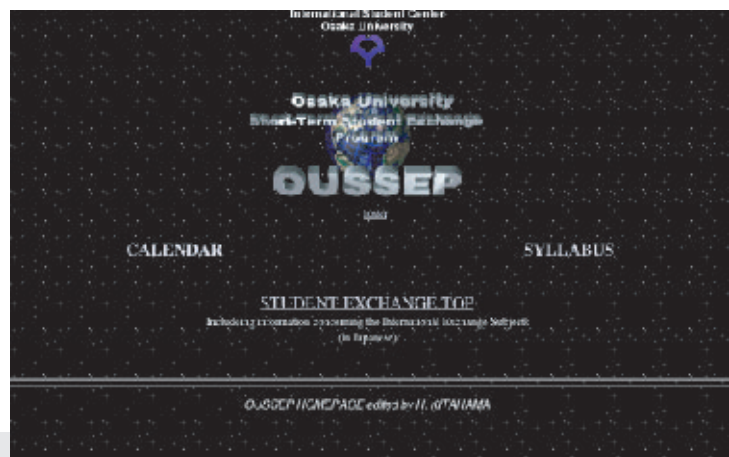 International Student Center
Osaka University
Osaka University
Short-Term Student Exchange
Program
OUSSEP
CALENDAR
SYLLABUS
STUDENT EXCHANGE TOP
Including information concerning the International Exchange Subjects
(in Japanese)
OUSSEP HOMEPAGE edited by H.